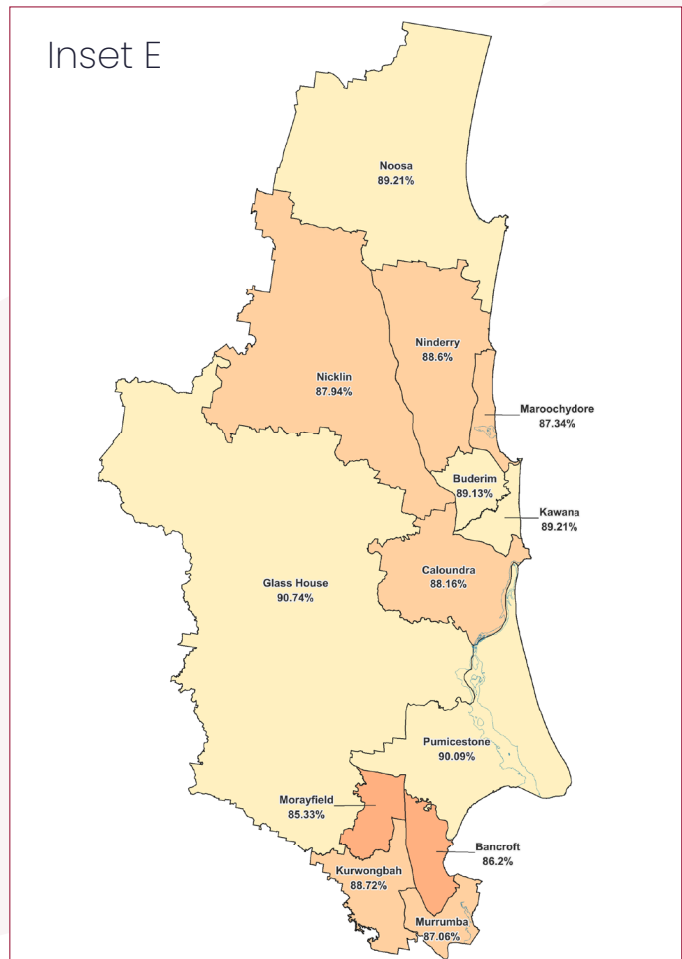 Inset E
Noosa
89.21%
Ninderry
88.6%
Nicklin
87.94%
Maroochydore
87.34%
Buderim
89.13%
Kawana
89.21%
Caloundra
88.16%
Glass House
90.74%
Pumicestone
90.09%
Morayfield
85.33%
Bancroft
86.2%
Kurwongbah
88.72%
Murrumba
87.06%